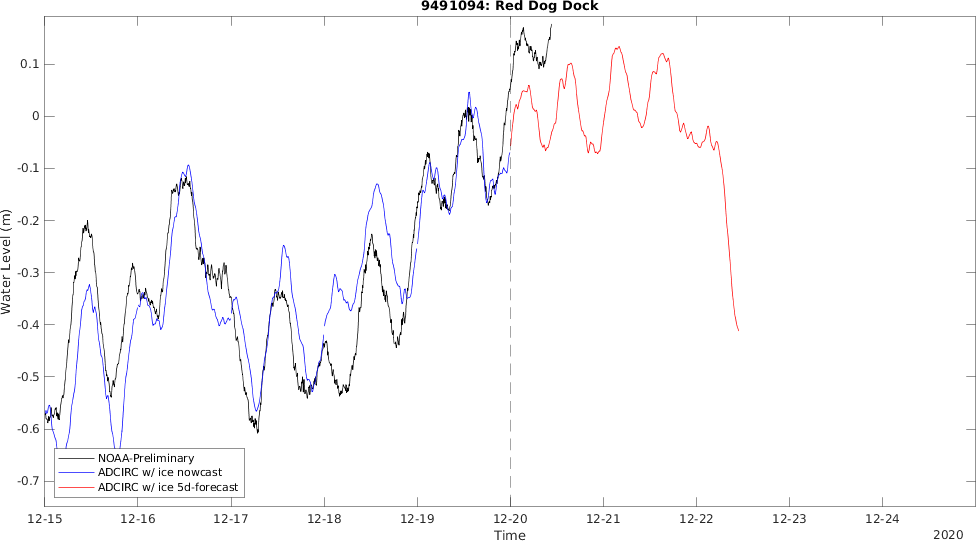 9491094: Red Dog Dock
0.1
0
-0.1
-0.2
-0.3
-0.4
-0.5
-0.6
-0.7
Water Level (m)
NOAA-Preliminary
ADCIRC w/ ice nowcast
ADCIRC w/ ice 5d-forecast
12-15 12-16 12-17 12-18 12-19 12-20 12-21 12-22 12-23 12-24
Time
2020